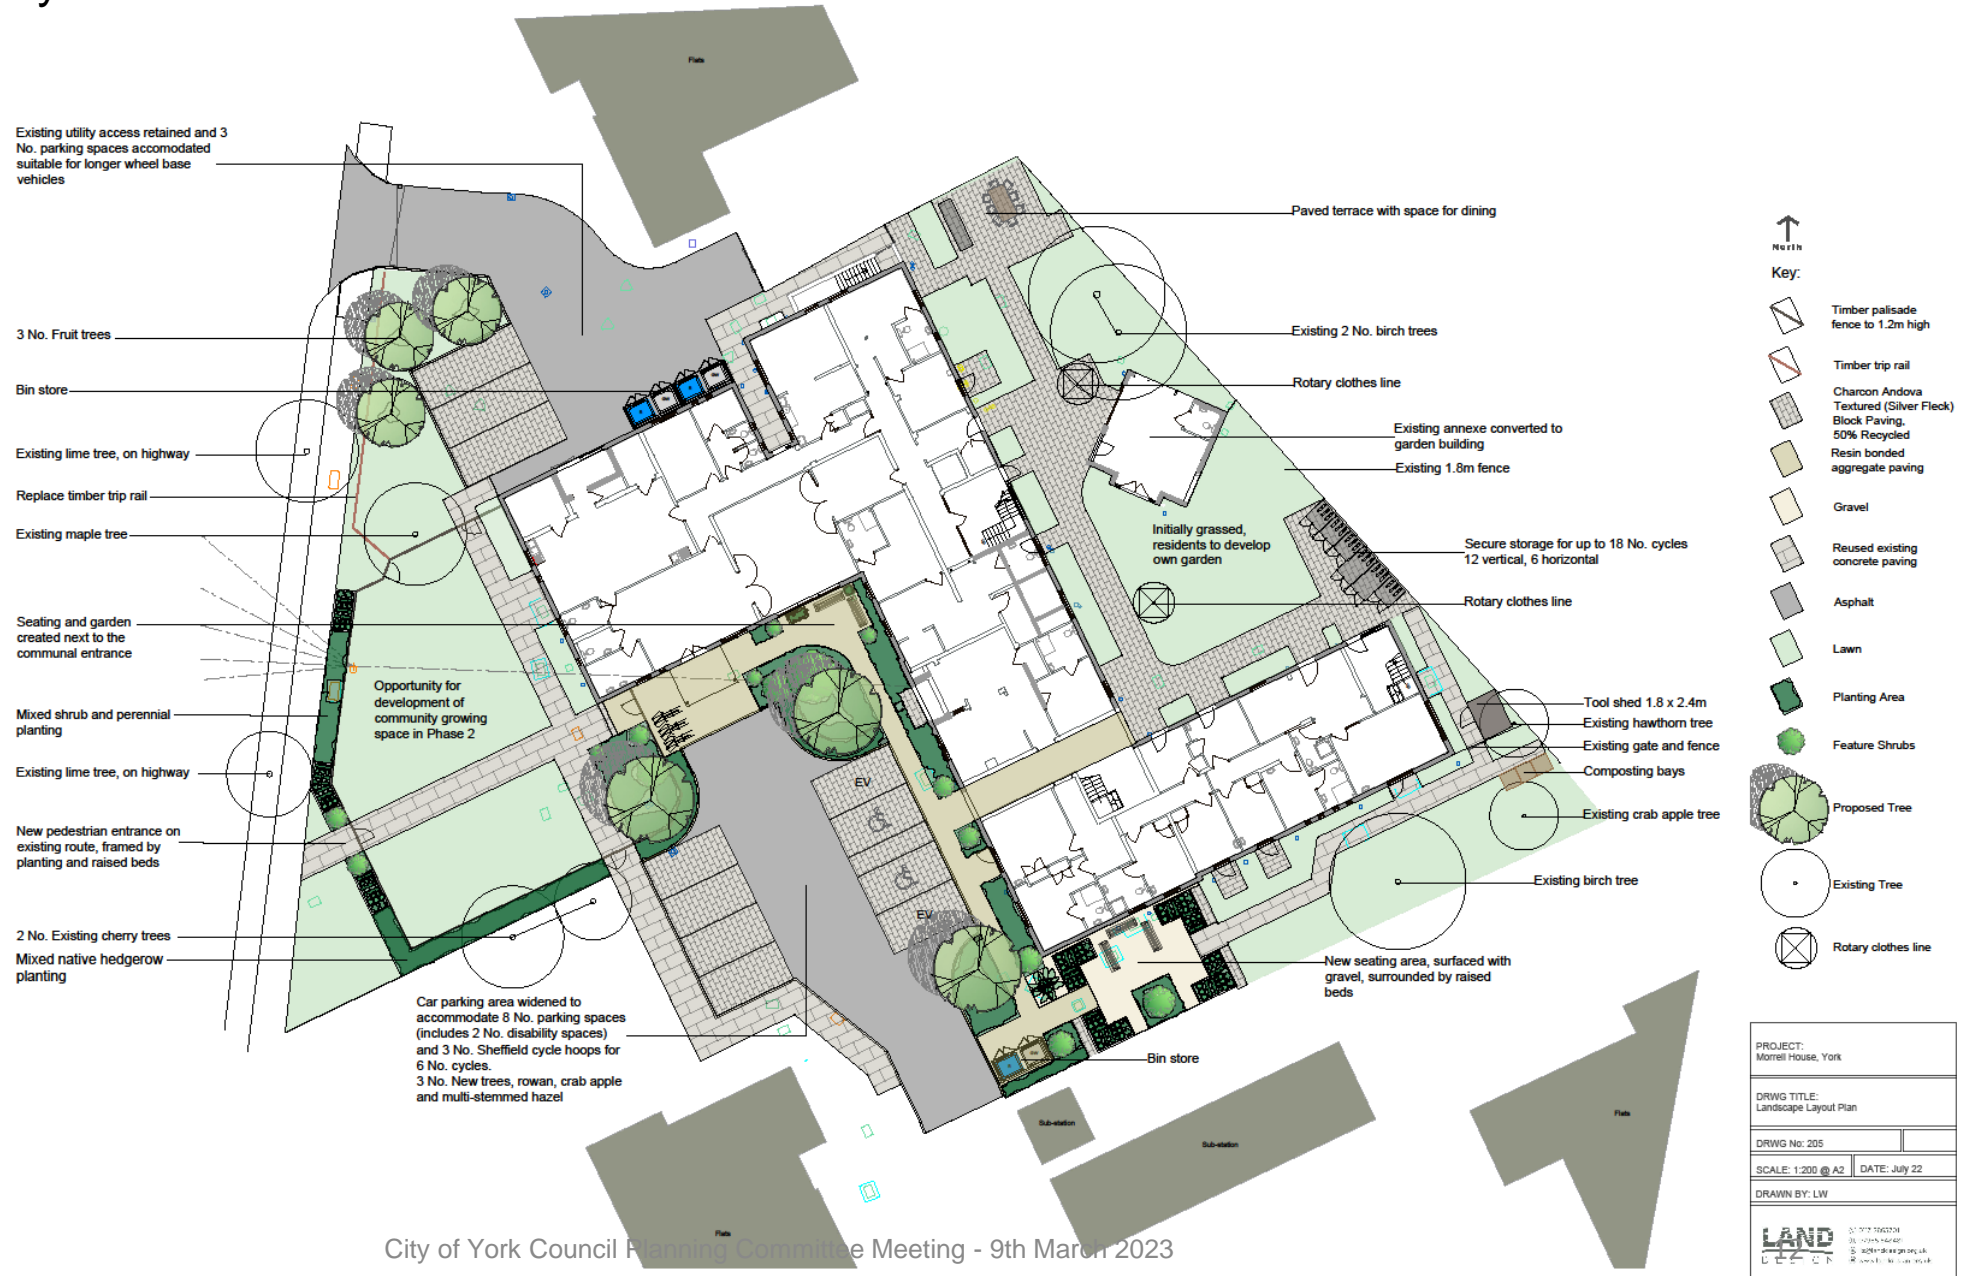 Flats
Existing utility access retained and 3
No. parking spaces accomodated
suitable for longer wheel base
vehicles
3 No. Fruit trees
Bin store
Existing lime tree, on highway
Replace timber trip rail
Existing maple tree
Seating and garden
created next to the
communal entrance
Mixed shrub and perennial
planting
Existing lime tree, on highway
New pedestrian entrance on
existing route, framed by
planting and raised beds
2 No. Existing cherry trees
Mixed native hedgerow
planting
Opportunity for
development of
community growing
space in Phase 2
Car parking area widened to
accommodate 8 No. parking spaces
(includes 2 No. disability spaces)
and 3 No. Sheffield cycle hoops for
6 No. cycles.
3 No. New trees, rowan, crab apple
and multi-stemmed hazel
EV
EV
Paved terrace with space for dining
Existing 2 No. birch trees
Rotary clothes line
Existing annexe converted to
garden building
Existing 1.8m fence
Initially grassed,
residents to develop
own garden
Secure storage for up to 18 No. cycles
12 vertical, 6 horizontal
Rotary clothes line
Tool shed 1.8 x 2.4m
Existing hawthorn tree
Existing gate and fence
Composting bays
Existing crab apple tree
Existing birch tree
New seating area, surfaced with
gravel, surrounded by raised
beds
Bin store
Sub-station
Sub-station
Flats
Flats
North
Key:
Timber palisade
fence to 1.2m high
Timber trip rail
Charcon Andova
Textured (Silver Fleck)
Block Paving,
50% Recycled
Resin bonded
aggregate paving
Gravel
Reused existing
concrete paving
Asphalt
Lawn
Planting Area
Feature Shrubs
Proposed Tree
Existing Tree
Rotary clothes line
PROJECT:
Morrell House, York
DRWG TITLE:
Landscape Layout Plan
DRWG No: 205
SCALE: 1:200 @ A2
DATE: July 22
DRAWN BY: LW
LAND
DESIGN
12
City of York Council Planning Committee Meeting - 9th March 2023